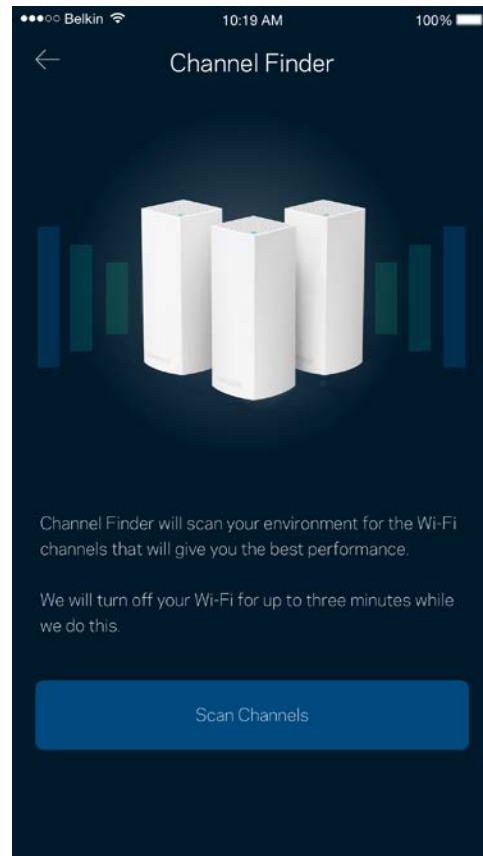 Belkin 10:19 AM 100%
Channel Finder
Channel Finder will scan your environment for the Wi-Fi
channels that will give you the best performance.
We will turn off your Wi-Fi for up to three minutes while
we do this.
Scan Channels